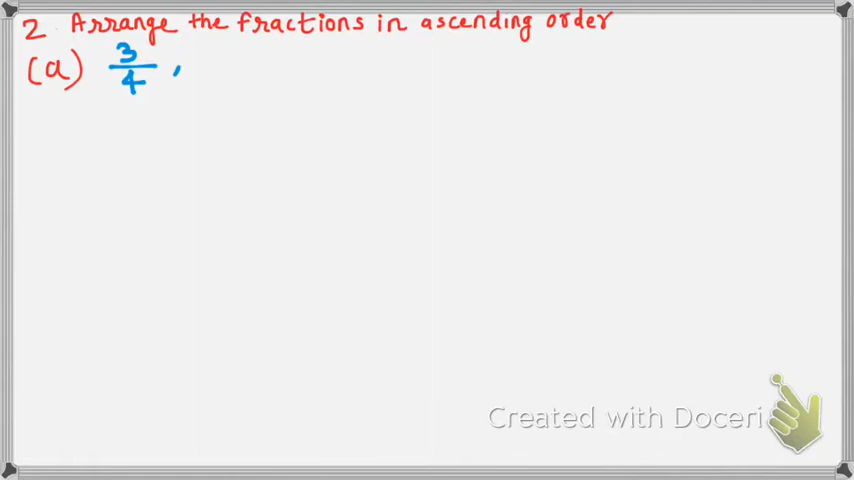 2 Arrange the fractions in ascending order
(a) 3/4 ,
Created with Doceri